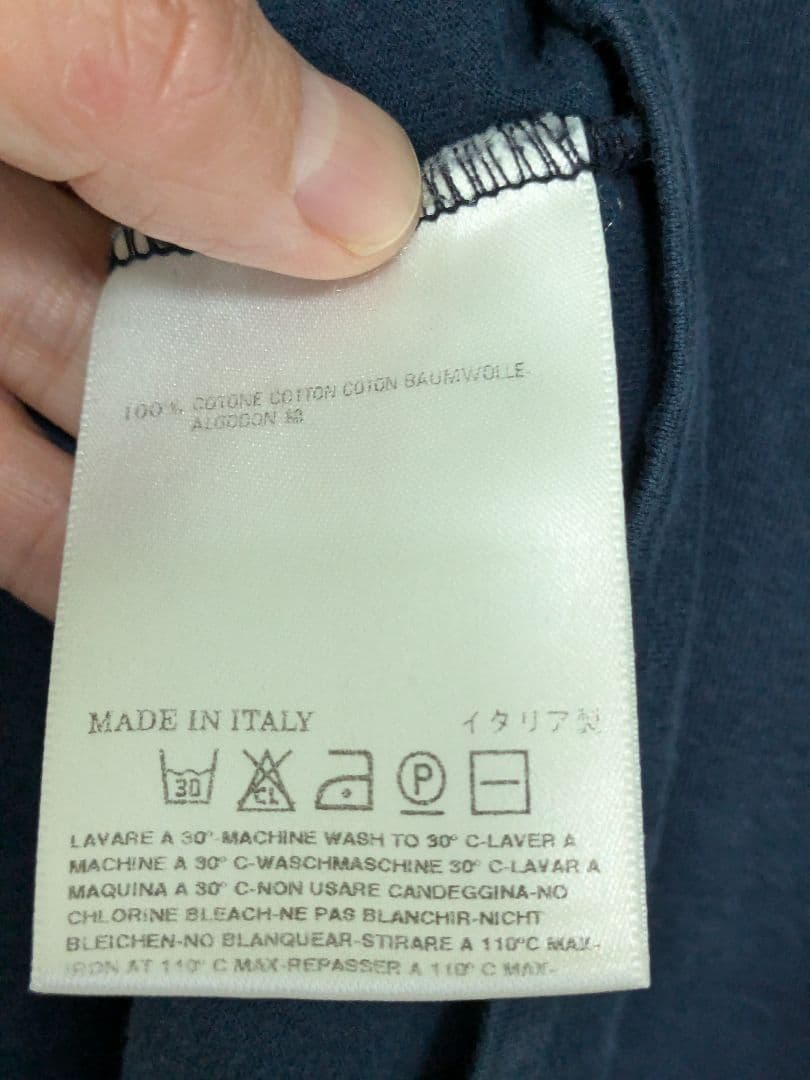 100 % COTONE COTTON COTON BAUMWOLLE
ALGODON 綿
MADE IN ITALY イタリア製
30 CL P
LAVARE A 30°-MACHINE WASH TO 30° C-LAVER A
MACHINE A 30° C-WASCHMASCHINE 30° C-LAVAR A
MAQUINA A 30° C-NON USARE CANDEGGINA-NO
CHLORINE BLEACH-NE PAS BLANCHIR-NICHT
BLEICHEN-NO BLANQUEAR-STIRARE A 110°C MAX-
IRON AT 110° C MAX-REPASSER A 110° C MAX-